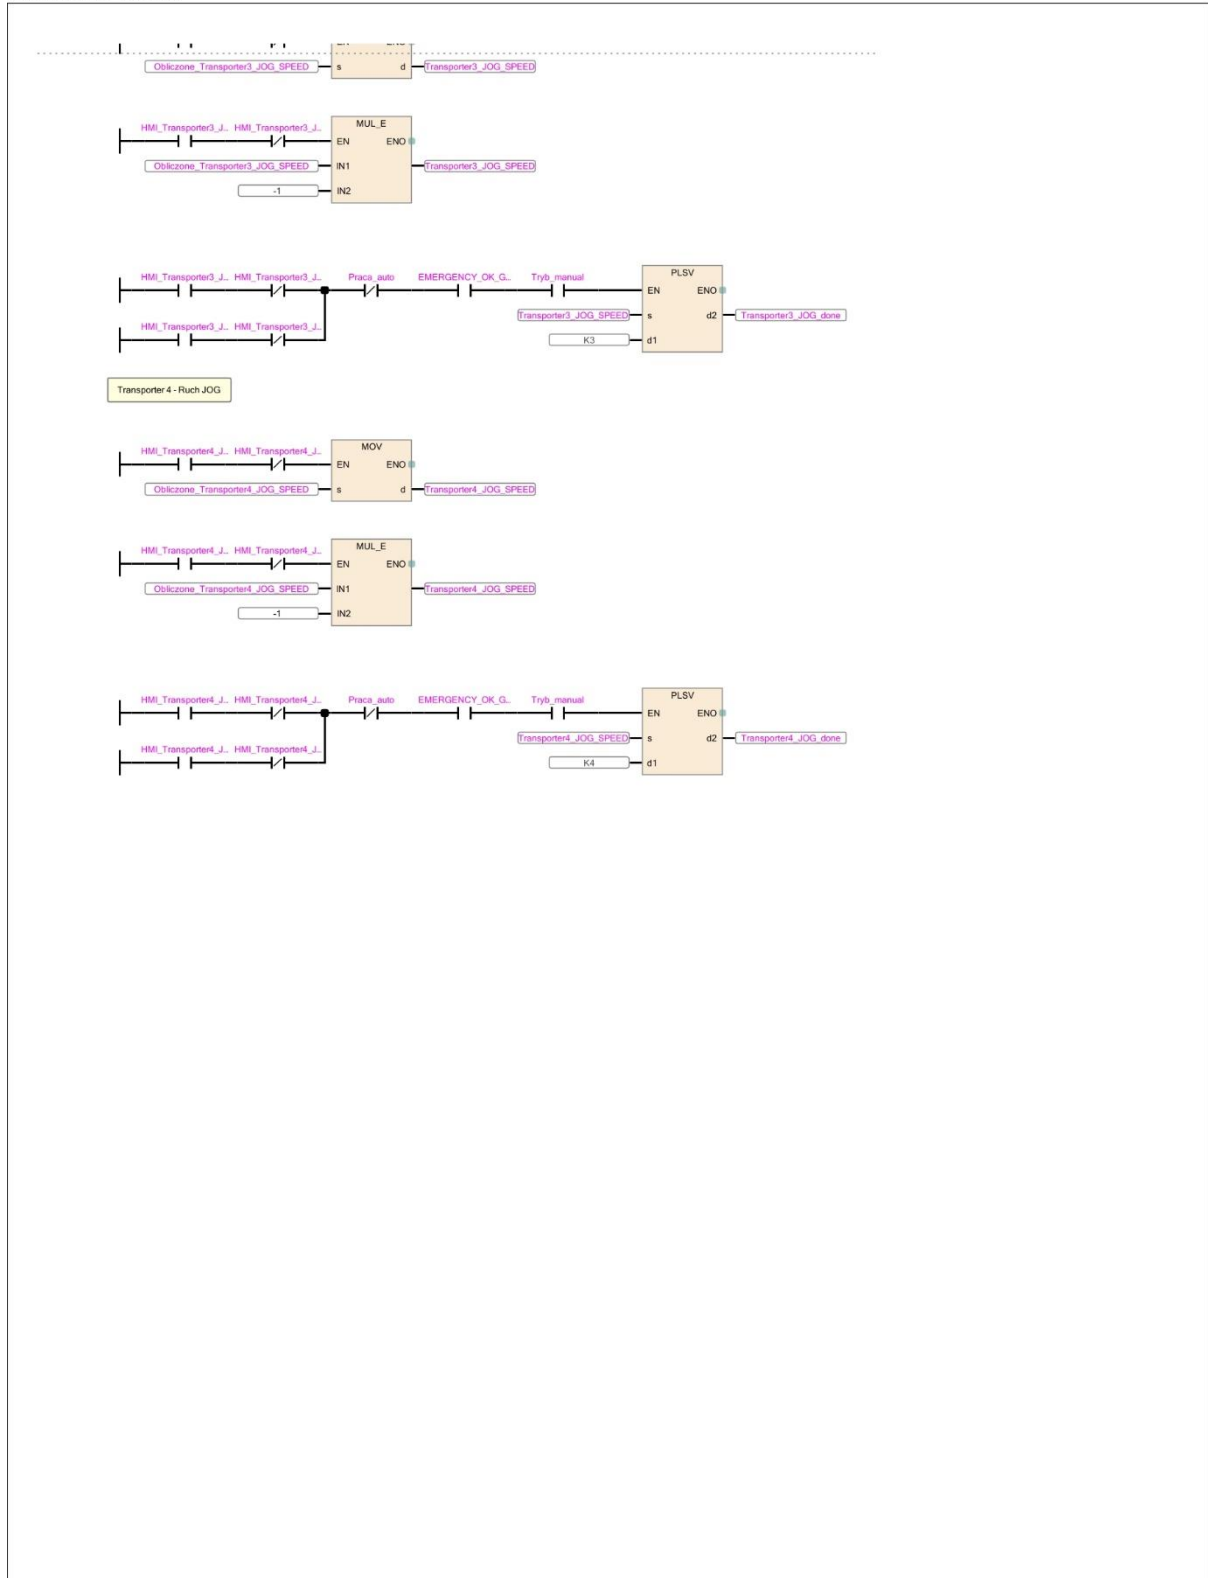 EN ENO
Obliczone_Transporter3_JOG_SPEED s d Transporter3_JOG_SPEED
MUL_E
HMI_Transporter3_J... HMI_Transporter3_J...
EN ENO
Obliczone_Transporter3_JOG_SPEED IN1 Transporter3_JOG_SPEED
-1 IN2
PLSV
HMI_Transporter3_J... HMI_Transporter3_J... Praca_auto EMERGENCY_OK_G... Tryb_manual
EN ENO
Transporter3_JOG_SPEED s d2 Transporter3_JOG_done
HMI_Transporter3_J... HMI_Transporter3_J... K3 d1
Transporter 4 - Ruch JOG
MOV
HMI_Transporter4_J... HMI_Transporter4_J...
EN ENO
Obliczone_Transporter4_JOG_SPEED s d Transporter4_JOG_SPEED
MUL_E
HMI_Transporter4_J... HMI_Transporter4_J...
EN ENO
Obliczone_Transporter4_JOG_SPEED IN1 Transporter4_JOG_SPEED
-1 IN2
PLSV
HMI_Transporter4_J... HMI_Transporter4_J... Praca_auto EMERGENCY_OK_G... Tryb_manual
EN ENO
Transporter4_JOG_SPEED s d2 Transporter4_JOG_done
HMI_Transporter4_J... HMI_Transporter4_J... K4 d1